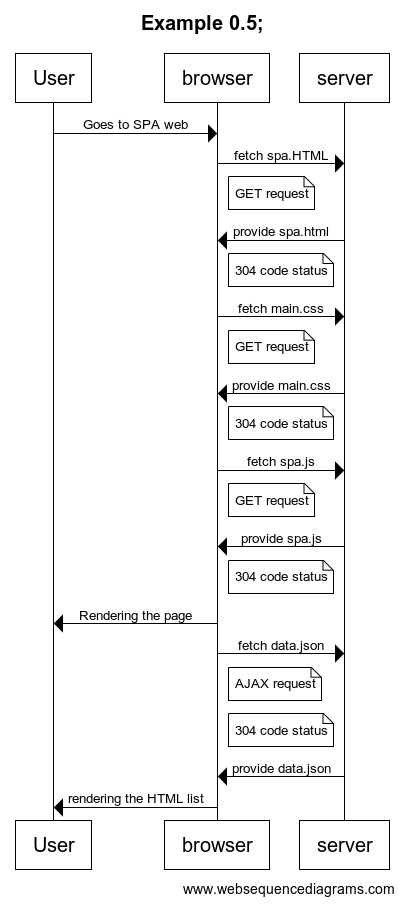 Example 0.5;
User browser server
Goes to SPA web
fetch spa.HTML
GET request
provide spa.html
304 code status
fetch main.css
GET request
provide main.css
304 code status
fetch spa.js
GET request
provide spa.js
304 code status
Rendering the page
fetch data.json
AJAX request
304 code status
provide data.json
rendering the HTML list
User browser server
www.websequencediagrams.com